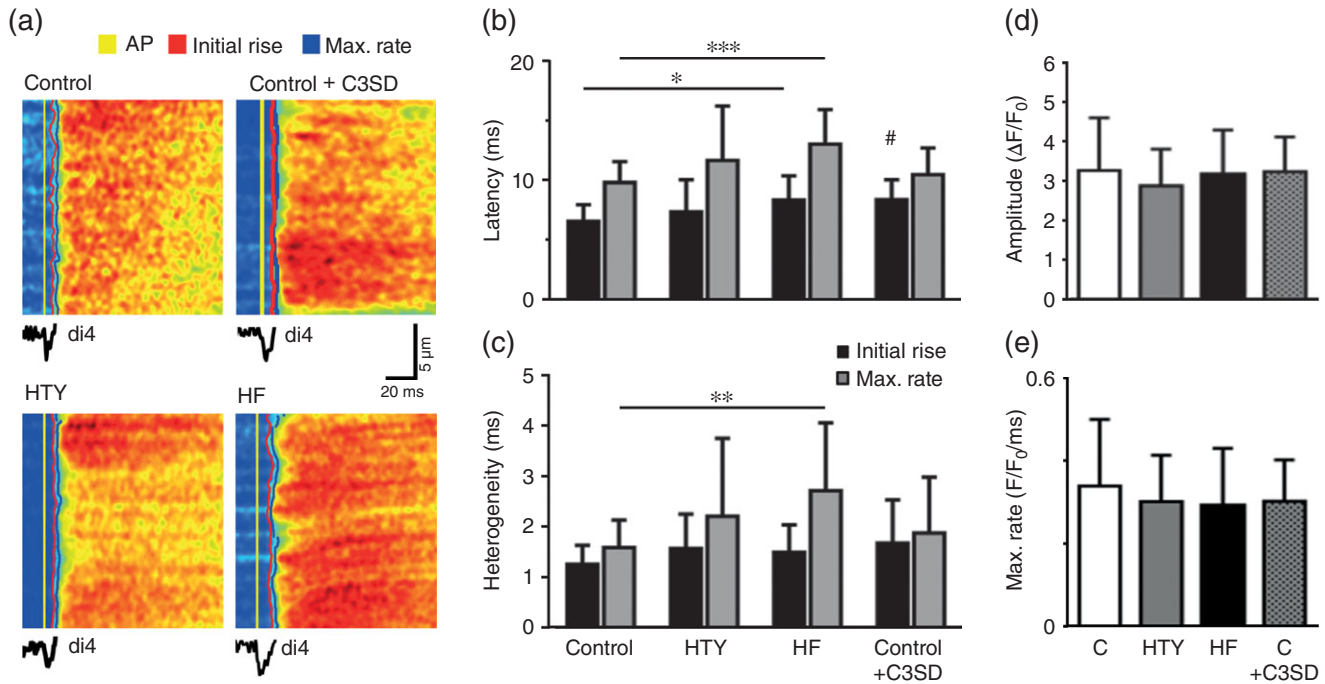 (a)
AP Initial rise Max. rate
Control
Control + C3SD
di4
di4
5 µm
20 ms
HTY
HF
di4
di4
(b)
***
*
#
20
10
0
Latency (ms)
(c)
Initial rise
Max. rate
**
5
4
3
2
1
0
Heterogeneity (ms)
Control HTY HF Control
+C3SD
(d)
6
5
4
3
2
1
0
Amplitude (ΔF/F₀)
(e)
0.6
0
Max. rate (F/F₀/ms)
C HTY HF C
+C3SD